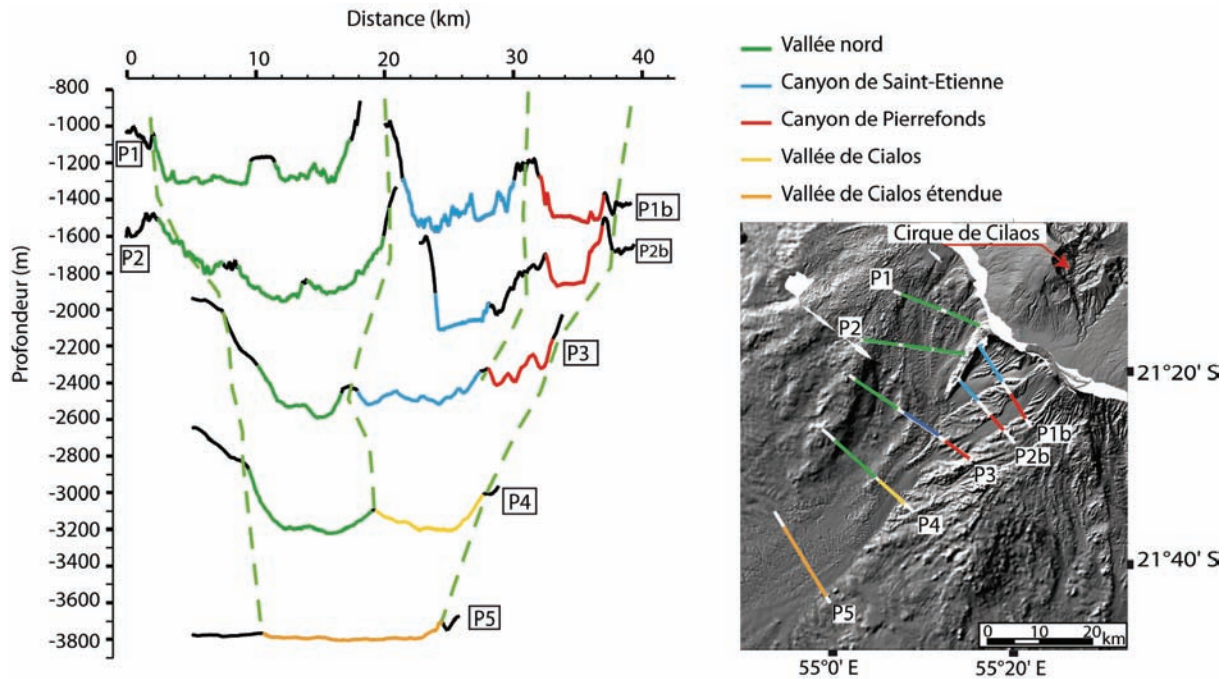 Distance (km)
0 10 20 30 40
Profondeur (m)
-800
-1000
-1200
-1400
-1600
-1800
-2000
-2200
-2400
-2600
-2800
-3000
-3200
-3400
-3600
-3800
P1
P2
P1b
P2b
P3
P4
P5
Vallée nord
Canyon de Saint-Etienne
Canyon de Pierrefonds
Vallée de Cialos
Vallée de Cialos étendue
Cirque de Cilaos
P1
P2
P1b
P2b
P3
P4
P5
21°20' S
21°40' S
0 10 20
km
55°0' E 55°20' E